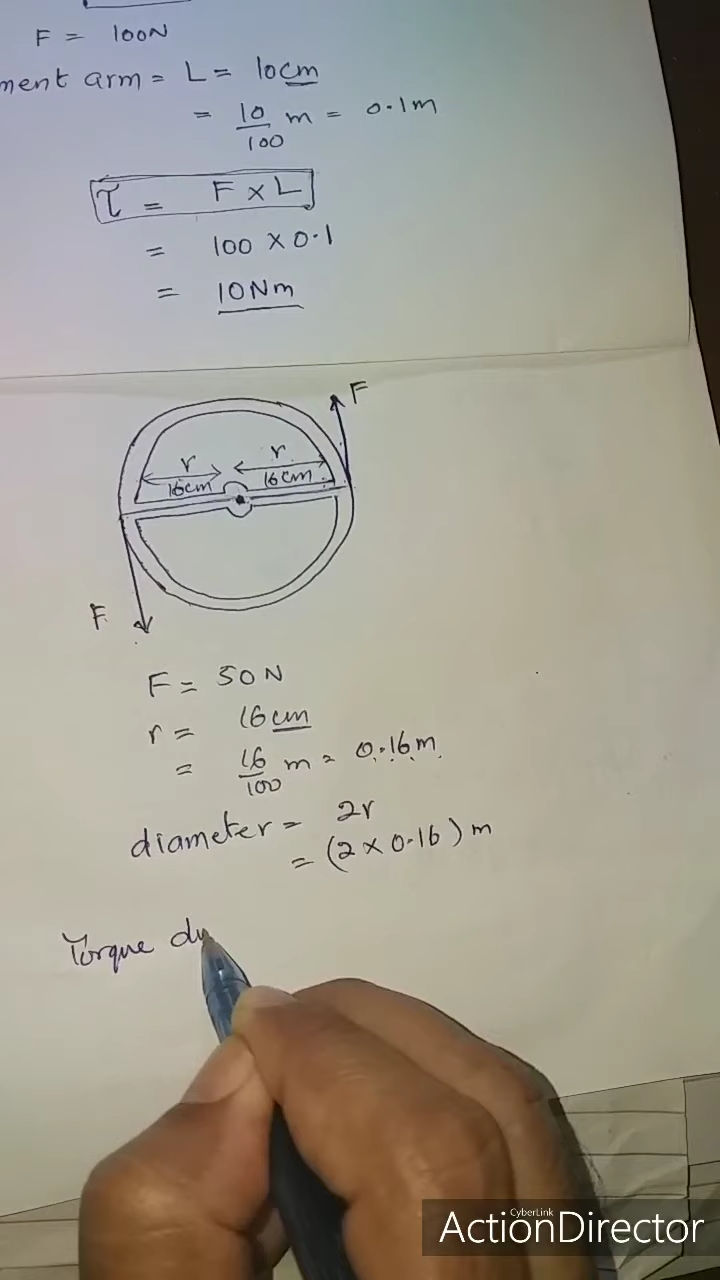 F = 100N
ment arm = L = 10cm
= 10/100 m = 0.1m
τ = F × L
= 100 × 0.1
= 10Nm
F
r r
16cm 16cm
F
F = 50N
r = 16cm
= 16/100 m = 0.16m
diameter = 2r
= (2 × 0.16) m
Torque du
CyberLink
ActionDirector